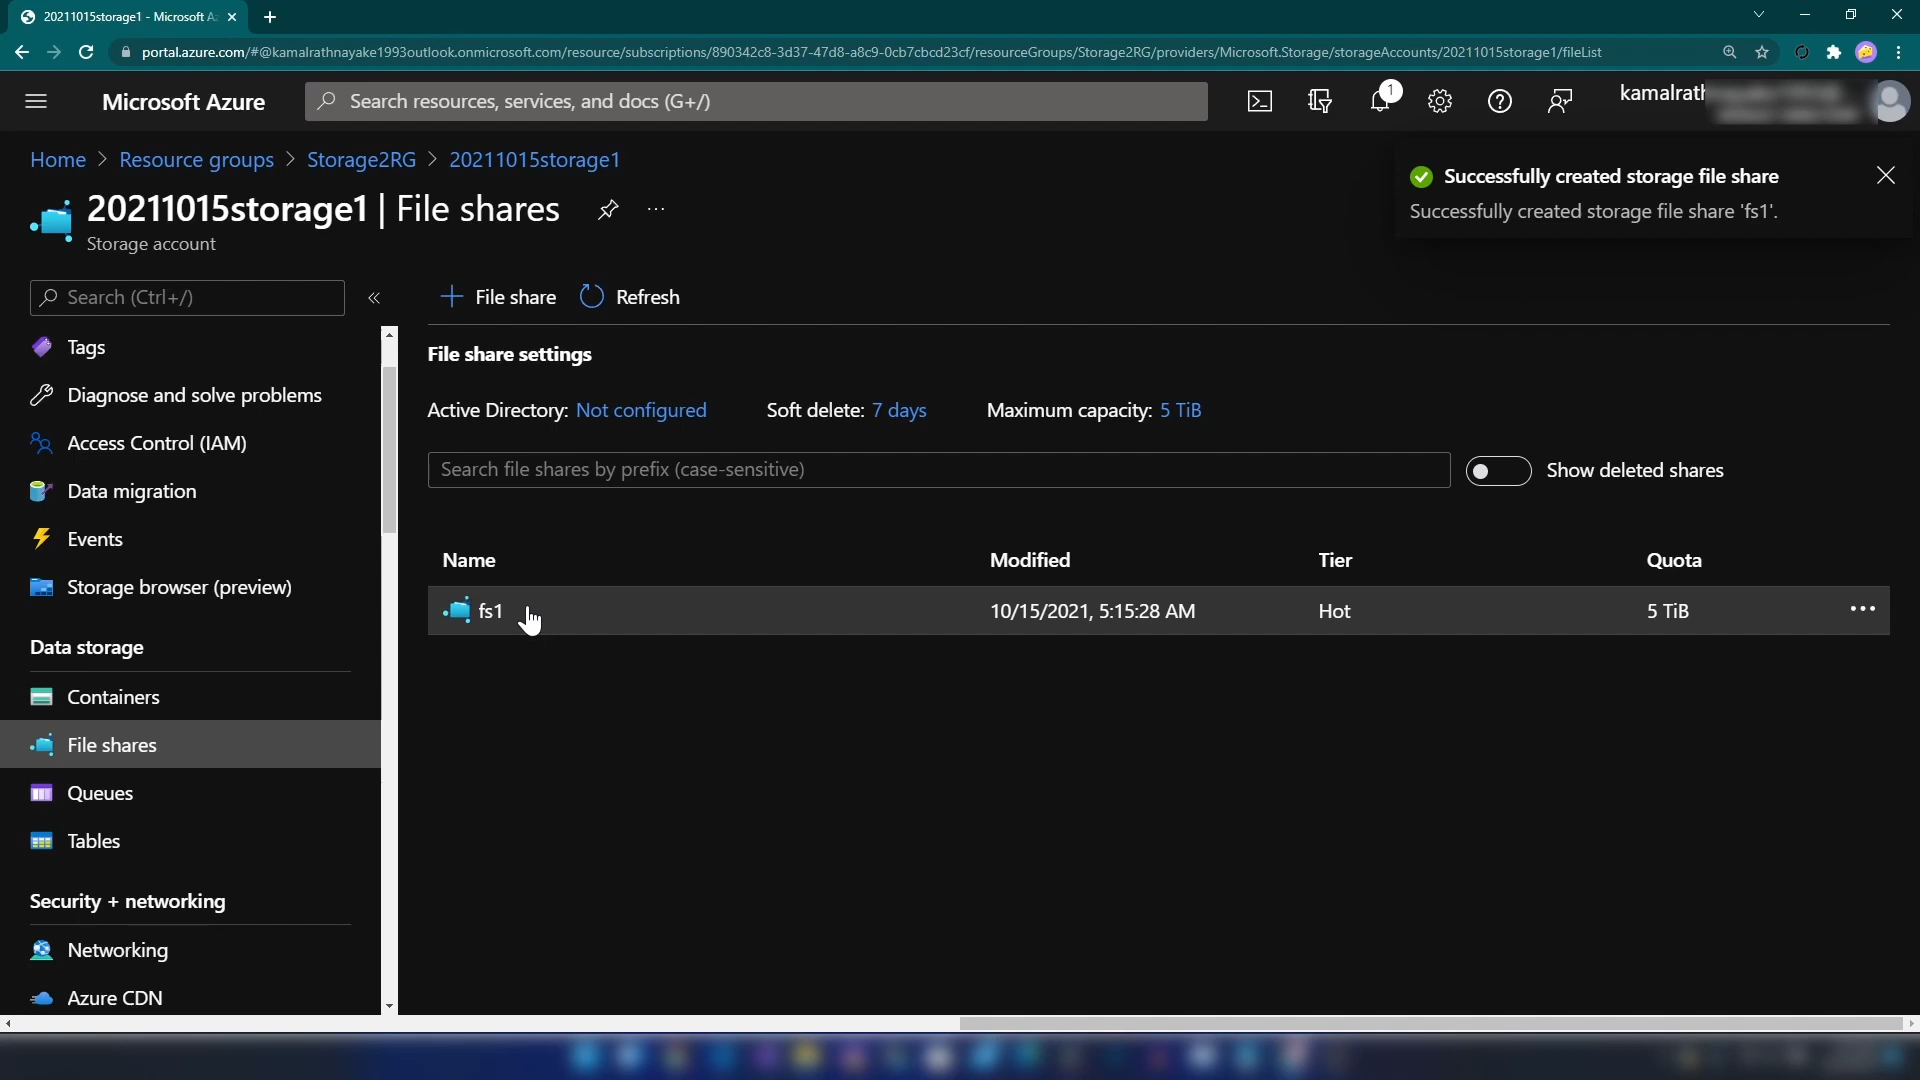 20211015storage1 - Microsoft A
portal.azure.com/#@kamalrathnayake1993outlook.onmicrosoft.com/resource/subscriptions/890342c8-3d37-47d8-a8c9-0cb7cbcd23cf/resourceGroups/Storage2RG/providers/Microsoft.Storage/storageAccounts/20211015storage1/fileList
Microsoft Azure
Search resources, services, and docs (G+/)
1
kamalrath
Home > Resource groups > Storage2RG > 20211015storage1
20211015storage1 | File shares
Storage account
Successfully created storage file share
Successfully created storage file share 'fs1'.
Search (Ctrl+/)
Tags
Diagnose and solve problems
Access Control (IAM)
Data migration
Events
Storage browser (preview)
Data storage
Containers
File shares
Queues
Tables
Security + networking
Networking
Azure CDN
File share Refresh
File share settings
Active Directory: Not configured Soft delete: 7 days Maximum capacity: 5 TiB
Search file shares by prefix (case-sensitive) Show deleted shares
Name Modified Tier Quota
fs1 10/15/2021, 5:15:28 AM Hot 5 TiB